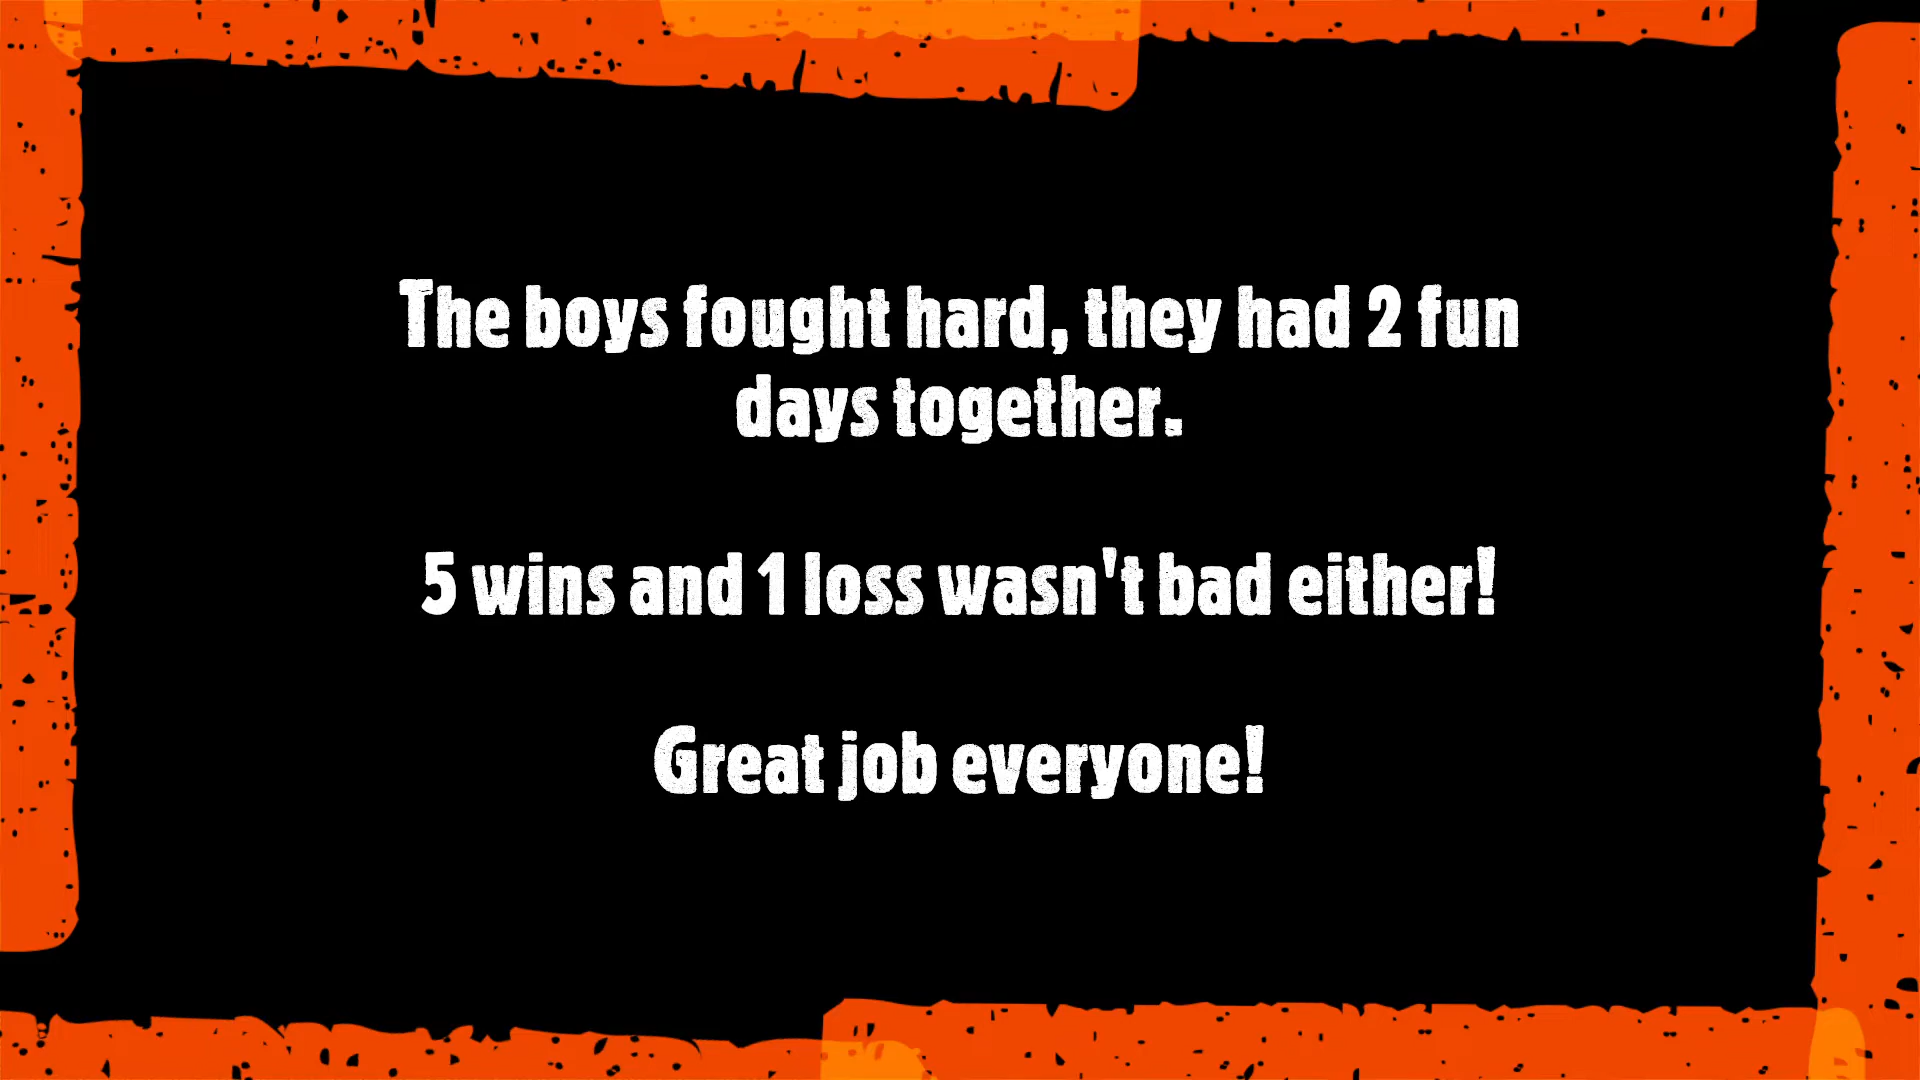 The boys fought hard, they had 2 fun
days together.
5 wins and 1 loss wasn't bad either!
Great job everyone!